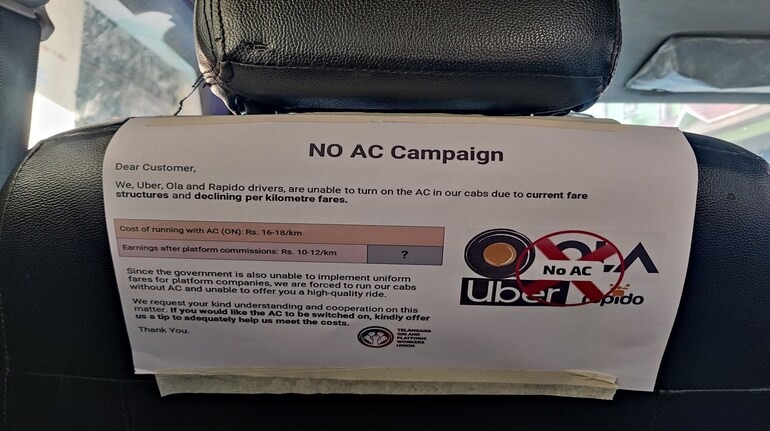 NO AC Campaign
Dear Customer,
We, Uber, Ola and Rapido drivers, are unable to turn on the AC in our cabs due to current fare
structures and declining per kilometre fares.
Cost of running with AC (ON): Rs. 16-18/km
Earnings after platform commissions: Rs. 10-12/km ?
Since the government is also unable to implement uniform
fares for platform companies, we are forced to run our cabs
without AC and unable to offer you a high-quality ride.
We request your kind understanding and cooperation on this
matter. If you would like the AC to be switched on, kindly offer
us a tip to adequately help us meet the costs.
Thank You.
TELANGANA
GIG AND
PLATFORM
WORKERS
UNION
OLA
No AC
Uber
rapido